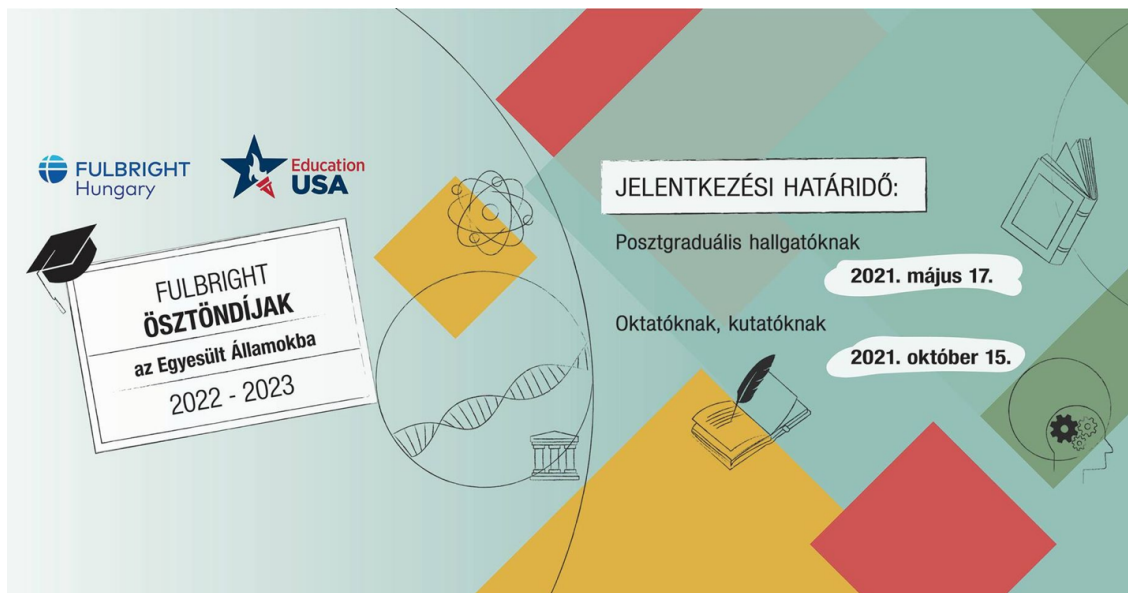 FULBRIGHT
Hungary
Education
USA
FULBRIGHT
ÖSZTÖNDÍJAK
az Egyesült Államokba
2022 - 2023
JELENTKEZÉSI HATÁRIDŐ:
Posztgraduális hallgatóknak
2021. május 17.
Oktatóknak, kutatóknak
2021. október 15.